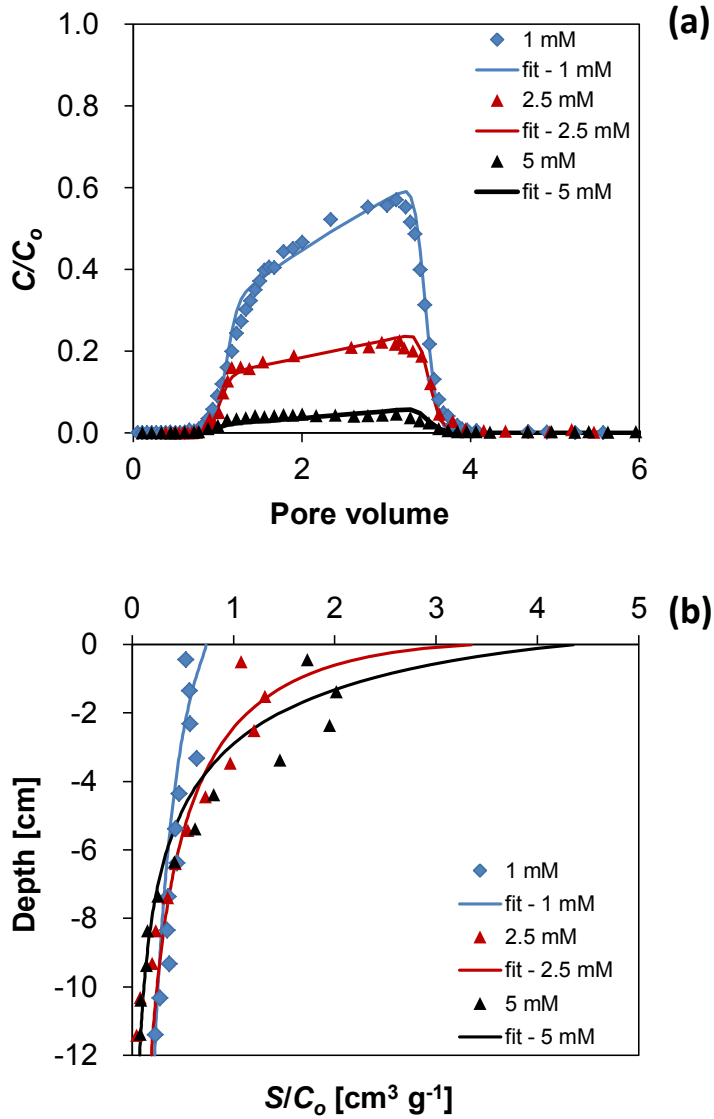 (a)
1.0
0.8
0.6
0.4
0.2
0.0
C/Co
1 mM
fit - 1 mM
2.5 mM
fit - 2.5 mM
5 mM
fit - 5 mM
0 2 4 6
Pore volume
(b)
0 1 2 3 4 5
0
-2
-4
-6
-8
-10
-12
Depth [cm]
1 mM
fit - 1 mM
2.5 mM
fit - 2.5 mM
5 mM
fit - 5 mM
S/Co [cm³ g⁻¹]